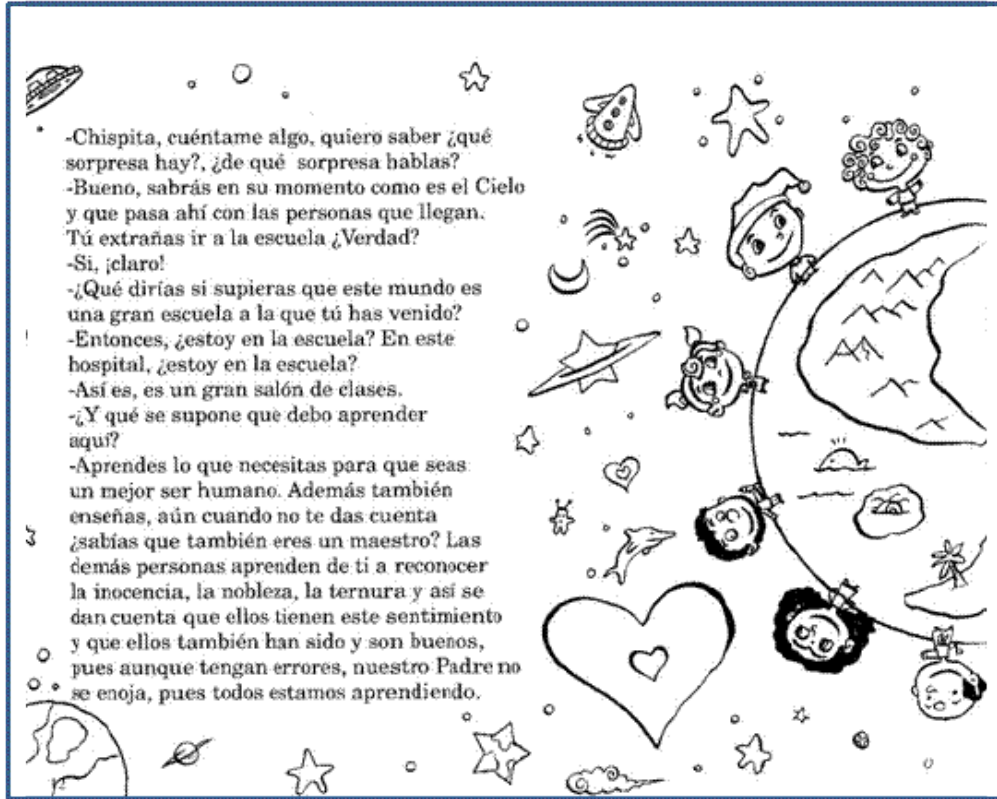 -Chispita, cuéntame algo, quiero saber ¿qué
sorpresa hay?, ¿de qué sorpresa hablas?
-Bueno, sabrás en su momento como es el Cielo
y que pasa ahí con las personas que llegan.
Tú extrañas ir a la escuela ¿Verdad?
-Si, ¡claro!
-¿Qué dirías si supieras que este mundo es
una gran escuela a la que tú has venido?
-Entonces, ¿estoy en la escuela? En este
hospital, ¿estoy en la escuela?
-Así es, es un gran salón de clases.
-¿Y qué se supone que debo aprender
aquí?
-Aprendes lo que necesitas para que seas
un mejor ser humano. Además también
enseñas, aún cuando no te das cuenta
¿sabías que también eres un maestro? Las
demás personas aprenden de ti a reconocer
la inocencia, la nobleza, la ternura y así se
dan cuenta que ellos tienen este sentimiento
y que ellos también han sido y son buenos,
pues aunque tengan errores, nuestro Padre no
se enoja, pues todos estamos aprendiendo.